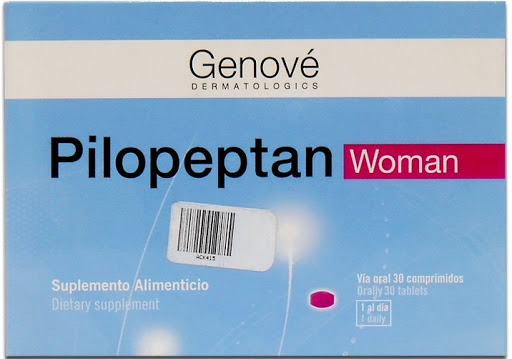 Genové
DERMATOLOGICS
Pilopeptan Woman
ACK415
Suplemento Alimenticio
Dietary supplement
Vía oral 30 comprimidos
Orally 30 tablets
1 al día
1 daily